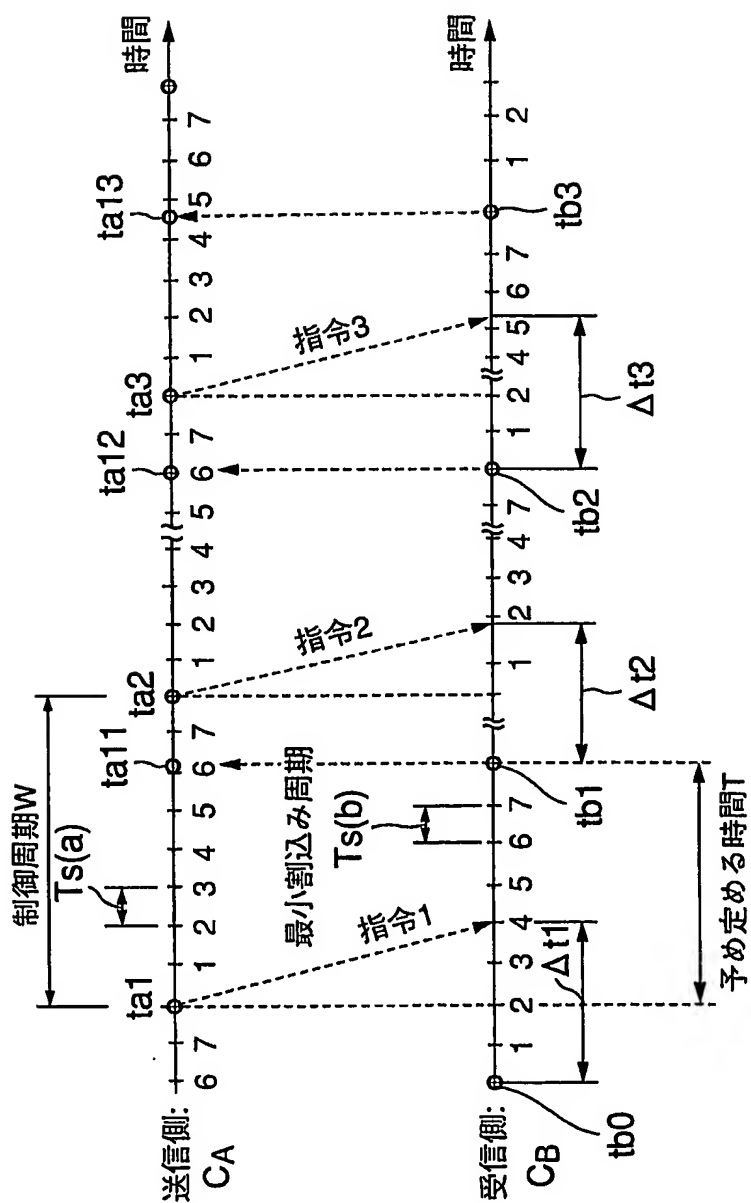 制御周期W
Ts(a)
ta1 ta11 ta2 ta12 ta3 ta13
時間
送信側:
CA
6 7 1 2 3 4 5 6 7 1 2 3 4 5 6 7 1 2 3 4 5 6 7
最小割込み周期
Ts(b)
指令1 指令2 指令3
時間
受信側:
CB
1 2 3 4 5 6 7 1 2 3 4 7 1 2 4 5 6 7 1 2
tb0 tb1 tb2 tb3
Δt1 Δt2 Δt3
予め定める時間T